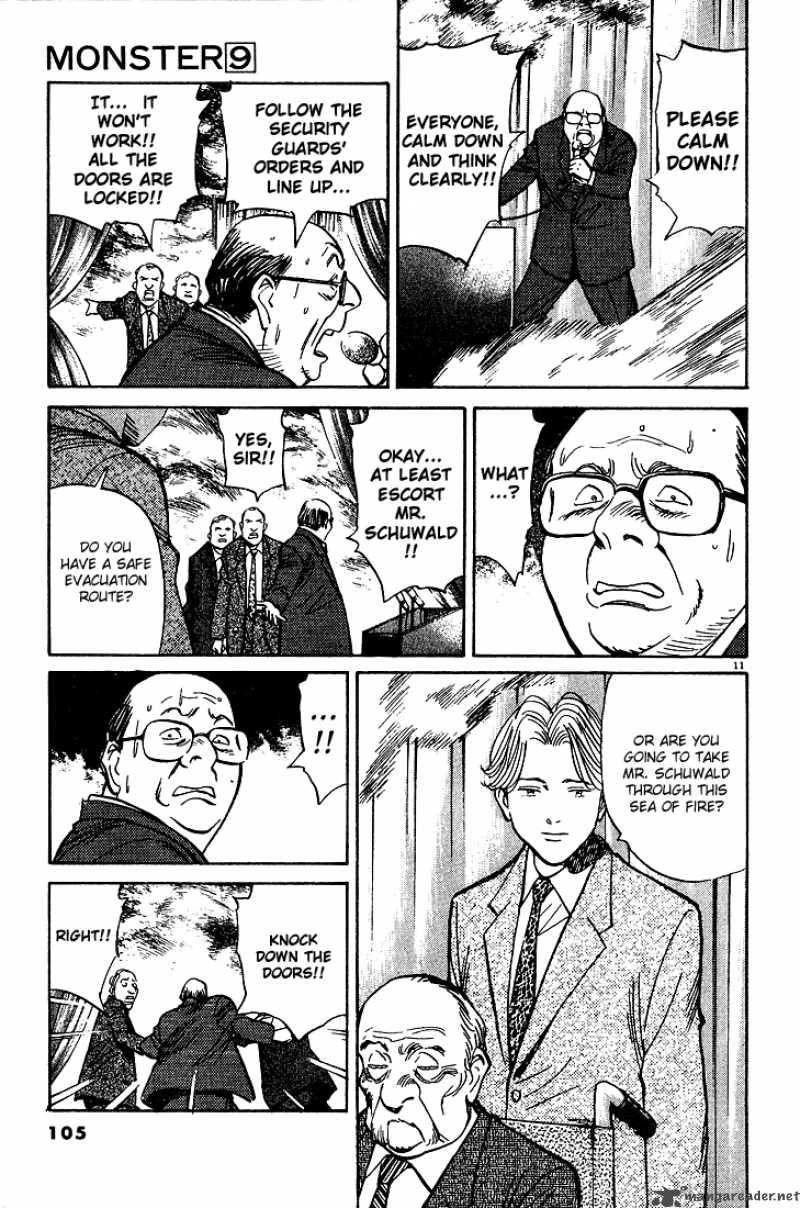 MONSTER 9
PLEASE
CALM
DOWN!!
EVERYONE,
CALM DOWN
AND THINK
CLEARLY!!
FOLLOW THE
SECURITY
GUARDS'
ORDERS AND
LINE UP...
IT... IT
WON'T
WORK!!
ALL THE
DOORS ARE
LOCKED!!
WHAT
...?
OKAY...
AT LEAST
ESCORT
MR.
SCHUWALD
!!
YES,
SIR!!
DO YOU
HAVE A SAFE
EVACUATION
ROUTE?
11
OR ARE YOU
GOING TO TAKE
MR. SCHUWALD
THROUGH THIS
SEA OF FIRE?
...
!!
KNOCK
DOWN THE
DOORS!!
RIGHT!!
105
mangareader.net